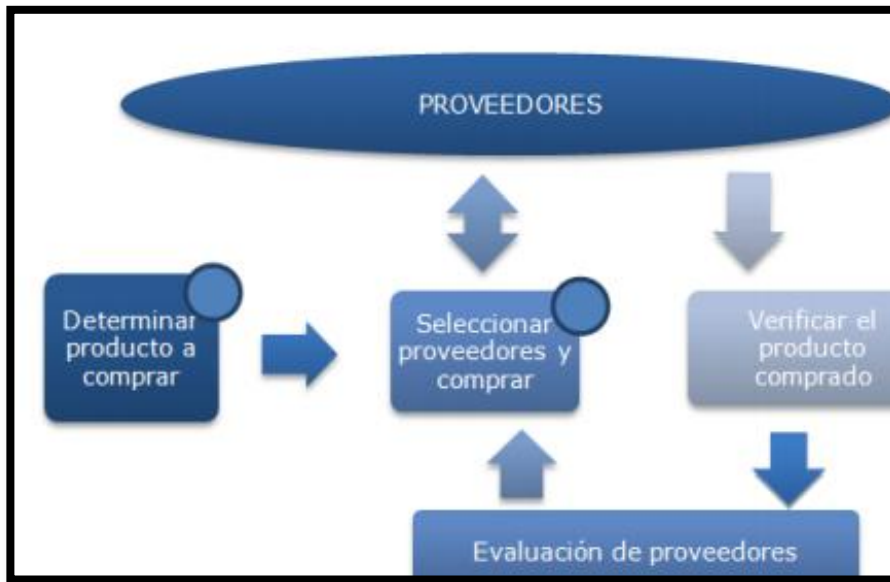 PROVEEDORES
Determinar
producto a
comprar
Seleccionar
proveedores y
comprar
Verificar el
producto
comprado
Evaluación de proveedores